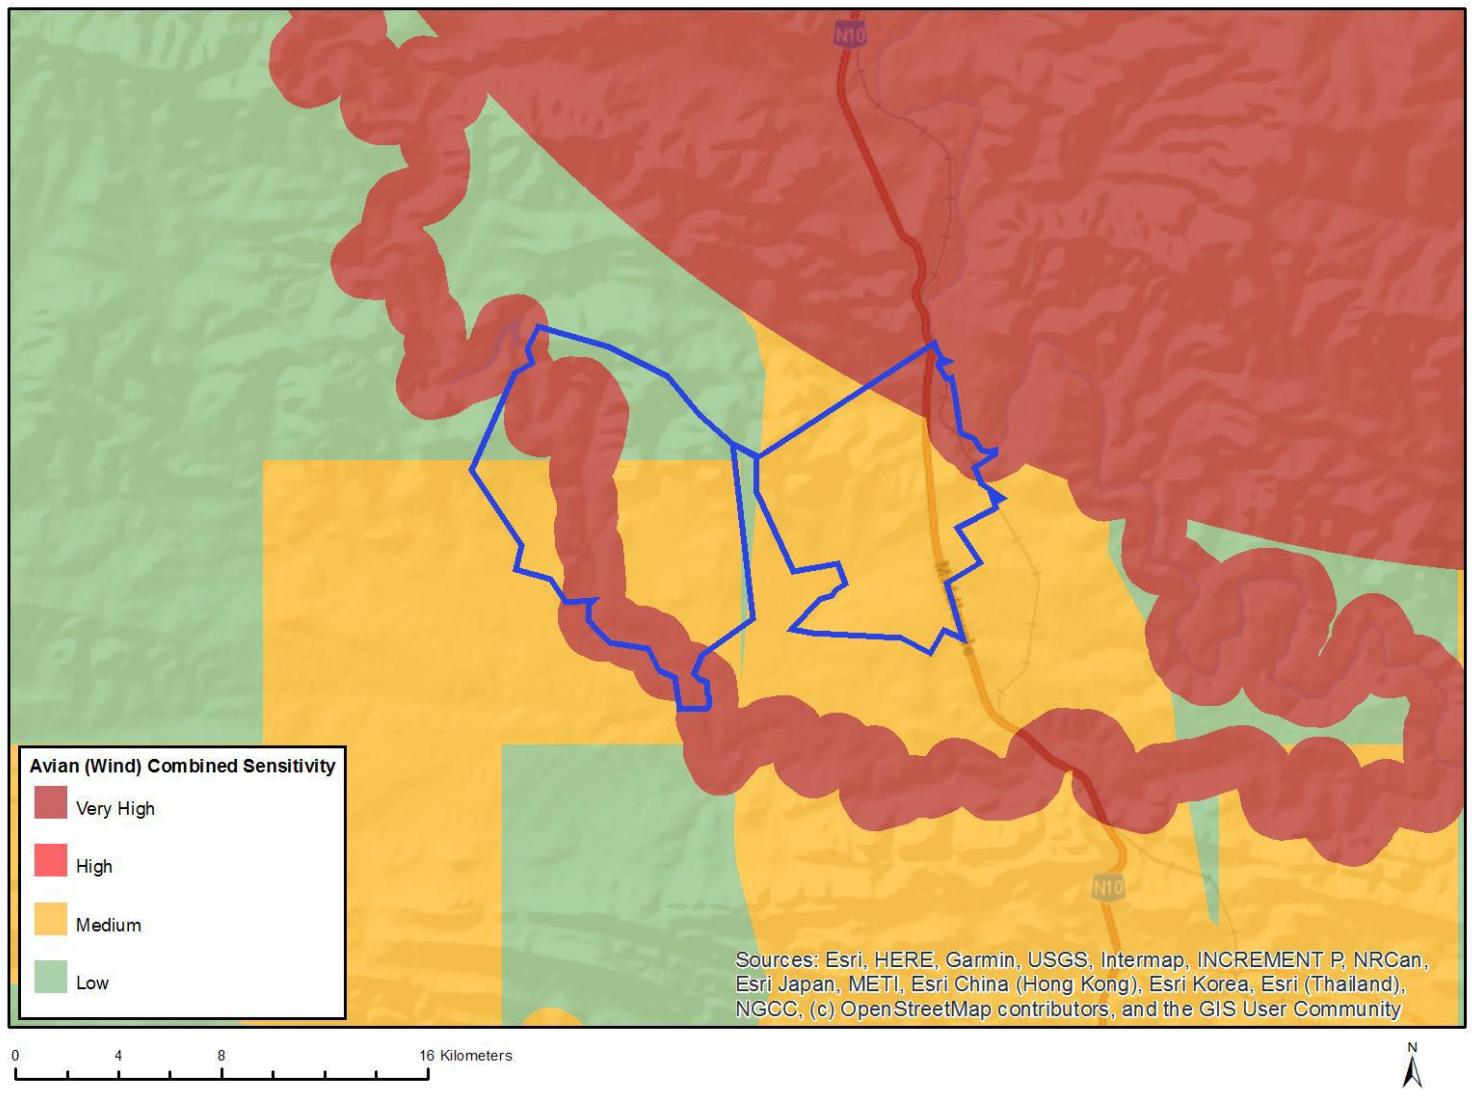 N10
N10
Avian (Wind) Combined Sensitivity
Very High
High
Medium
Low
Sources: Esri, HERE, Garmin, USGS, Intermap, INCREMENT P, NRCan,
Esri Japan, METI, Esri China (Hong Kong), Esri Korea, Esri (Thailand),
NGCC, (c) OpenStreetMap contributors, and the GIS User Community
0 4 8 16 Kilometers
N